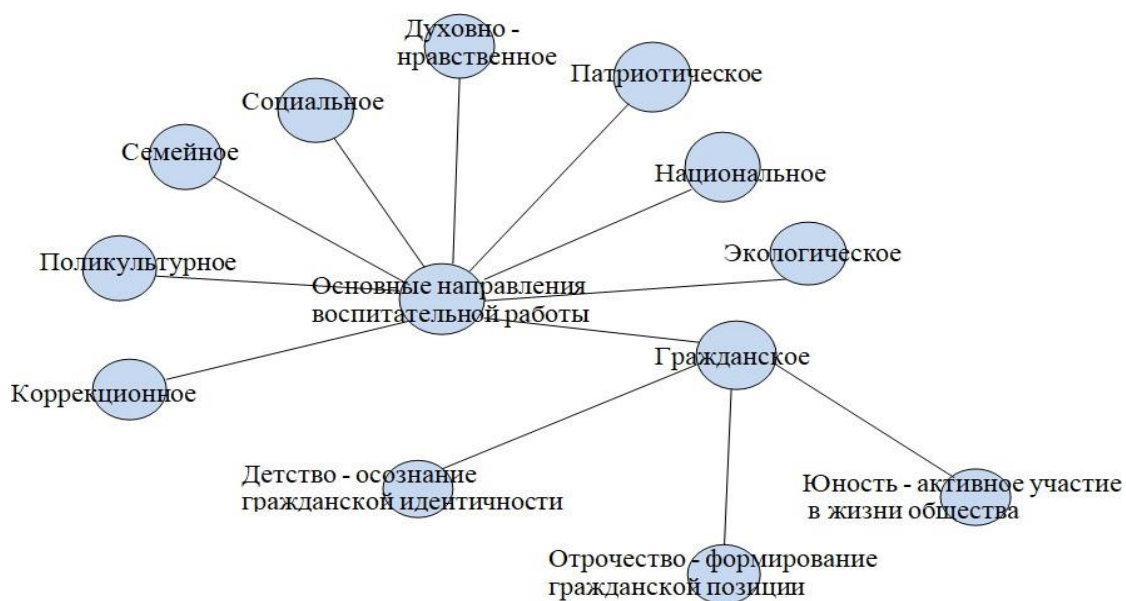 Духовно -
нравственное
Патриотическое
Социальное
Семейное
Национальное
Поликультурное
Экологическое
Основные направления
воспитательной работы
Гражданское
Коррекционное
Детство - осознание
гражданской идентичности
Юность - активное участие
в жизни общества
Отрочество - формирование
гражданской позиции